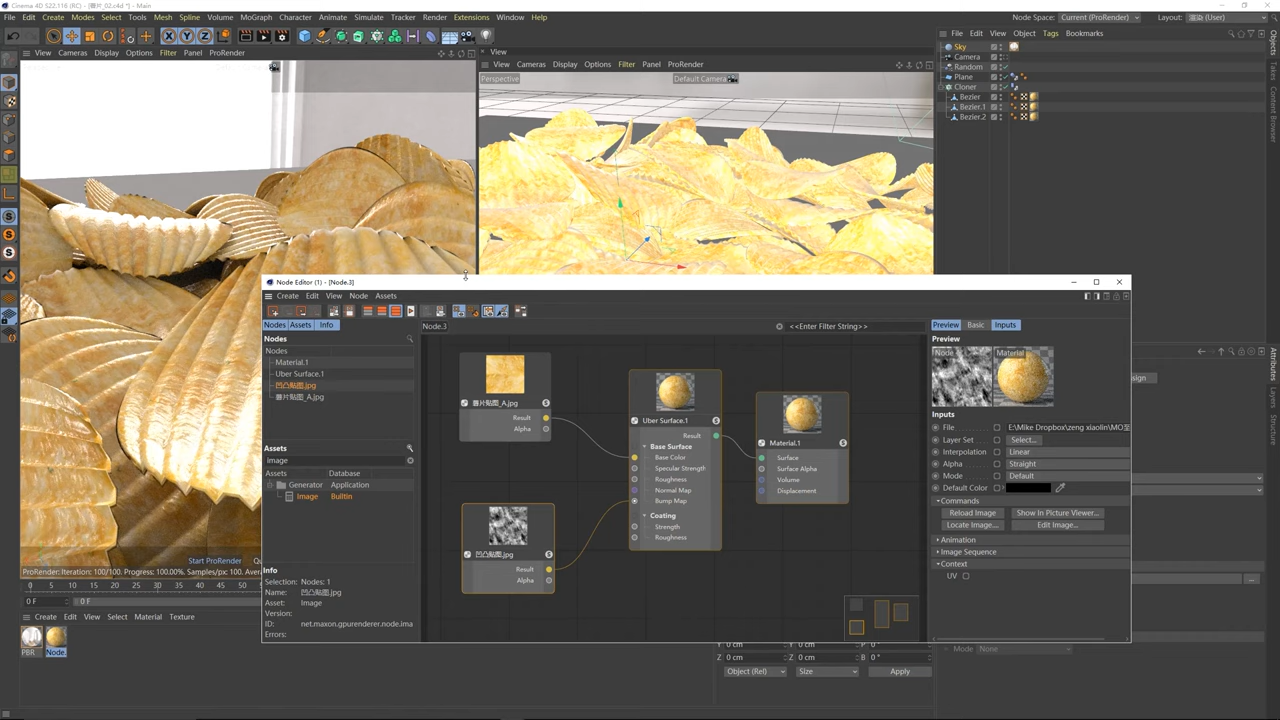 Cinema 4D S22.116 (RC) - [薯片_02.c4d *] - Main
File Edit Create Modes Select Tools Mesh Spline Volume MoGraph Character Animate Simulate Tracker Render Extensions Window Help
Node Space: Current (ProRender) Layout: 渲染 (User)
View Cameras Display Options Filter Panel ProRender
View
View Cameras Display Options Filter Panel ProRender
Perspective Default Camera
File Edit View Object Tags Bookmarks
Sky
Camera
Random
Plane
Cloner
Bezier
Bezier.1
Bezier.2
Objects
Content Browser
Attributes
Layers
Structure
Node Editor (1) - [Node.3]
Create Edit View Node Assets
Nodes Assets Info
Nodes
Nodes
Material.1
Uber Surface.1
凹凸贴图.jpg
薯片贴图_A.jpg
Assets
image
Assets Database
Generator Application
Image Builtin
Info
Selection: Nodes: 1
Name: 凹凸贴图.jpg
Asset: Image
Version:
ID: net.maxon.gpurenderer.node.ima
Errors:
Node.3 <<Enter Filter String>>
薯片贴图_A.jpg
Result
Alpha
凹凸贴图.jpg
Result
Alpha
Uber Surface.1
Result
Base Surface
Base Color
Specular Strength
Roughness
Normal Map
Bump Map
Coating
Strength
Roughness
Material.1
Surface
Surface Alpha
Volume
Displacement
Preview Basic Inputs
Preview
Node Material
Inputs
File E:\Mike Dropbox\zeng xiaolin\MO至
Layer Set Select...
Interpolation Linear
Alpha Straight
Mode Default
Default Color
Commands
Reload Image Show In Picture Viewer...
Locate Image... Edit Image...
Animation
Image Sequence
Context
UV
sign
Start ProRender
ProRender: Iteration: 100/100. Progress: 100.00%. Samples/px: 100.
0 5 10 15 20 25 30 35 40 45 50
0 F 0 F
Create Edit View Select Material Texture
PBR Node.
Z 0 cm Z 0 cm B 0 °
Object (Rel) Size Apply
Mode None